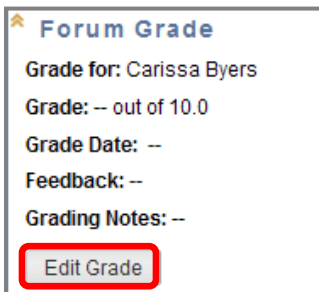 Forum Grade
Grade for: Carissa Byers
Grade: -- out of 10.0
Grade Date: --
Feedback: --
Grading Notes: --
Edit Grade